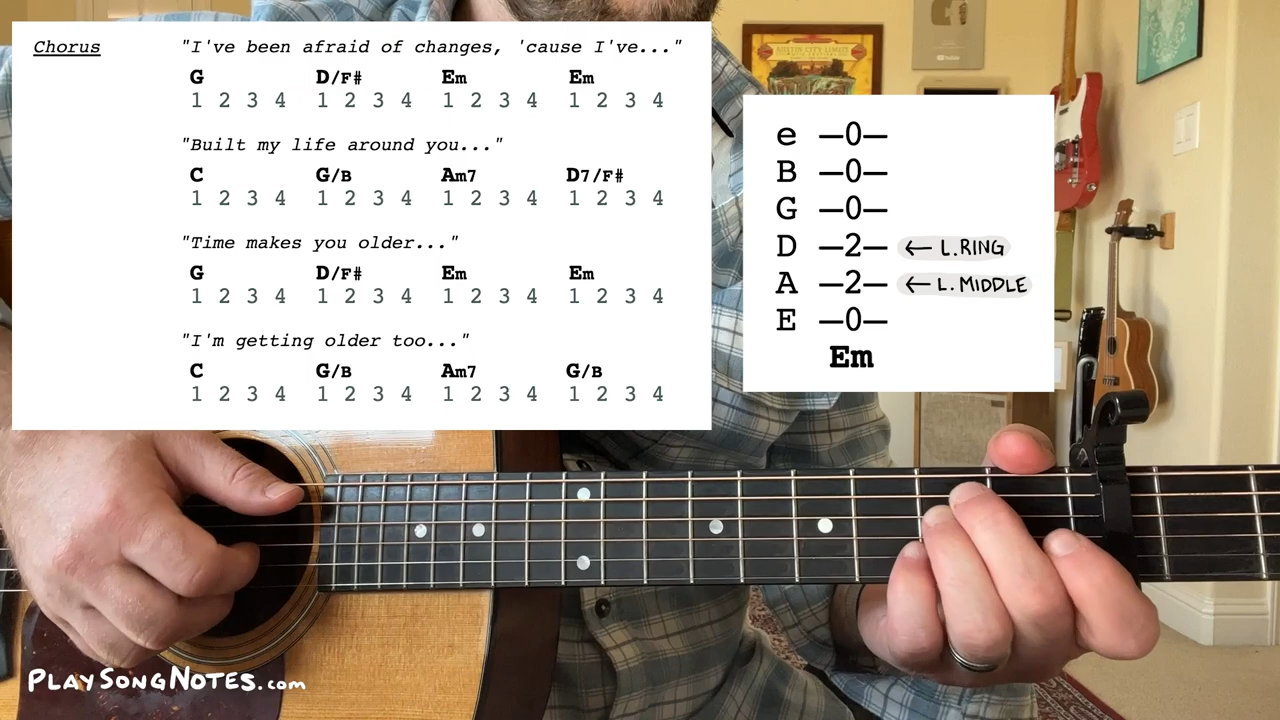 Chorus "I've been afraid of changes, 'cause I've..."
G D/F# Em Em
1 2 3 4 1 2 3 4 1 2 3 4 1 2 3 4
"Built my life around you..."
C G/B Am7 D7/F#
1 2 3 4 1 2 3 4 1 2 3 4 1 2 3 4
"Time makes you older..."
G D/F# Em Em
1 2 3 4 1 2 3 4 1 2 3 4 1 2 3 4
"I'm getting older too..."
C G/B Am7 G/B
1 2 3 4 1 2 3 4 1 2 3 4 1 2 3 4
e —0—
B —0—
G —0—
D —2— ← L.RING
A —2— ← L.MIDDLE
E —0—
Em
AUSTIN CITY LIMITS
PLAYSONGNOTES.com